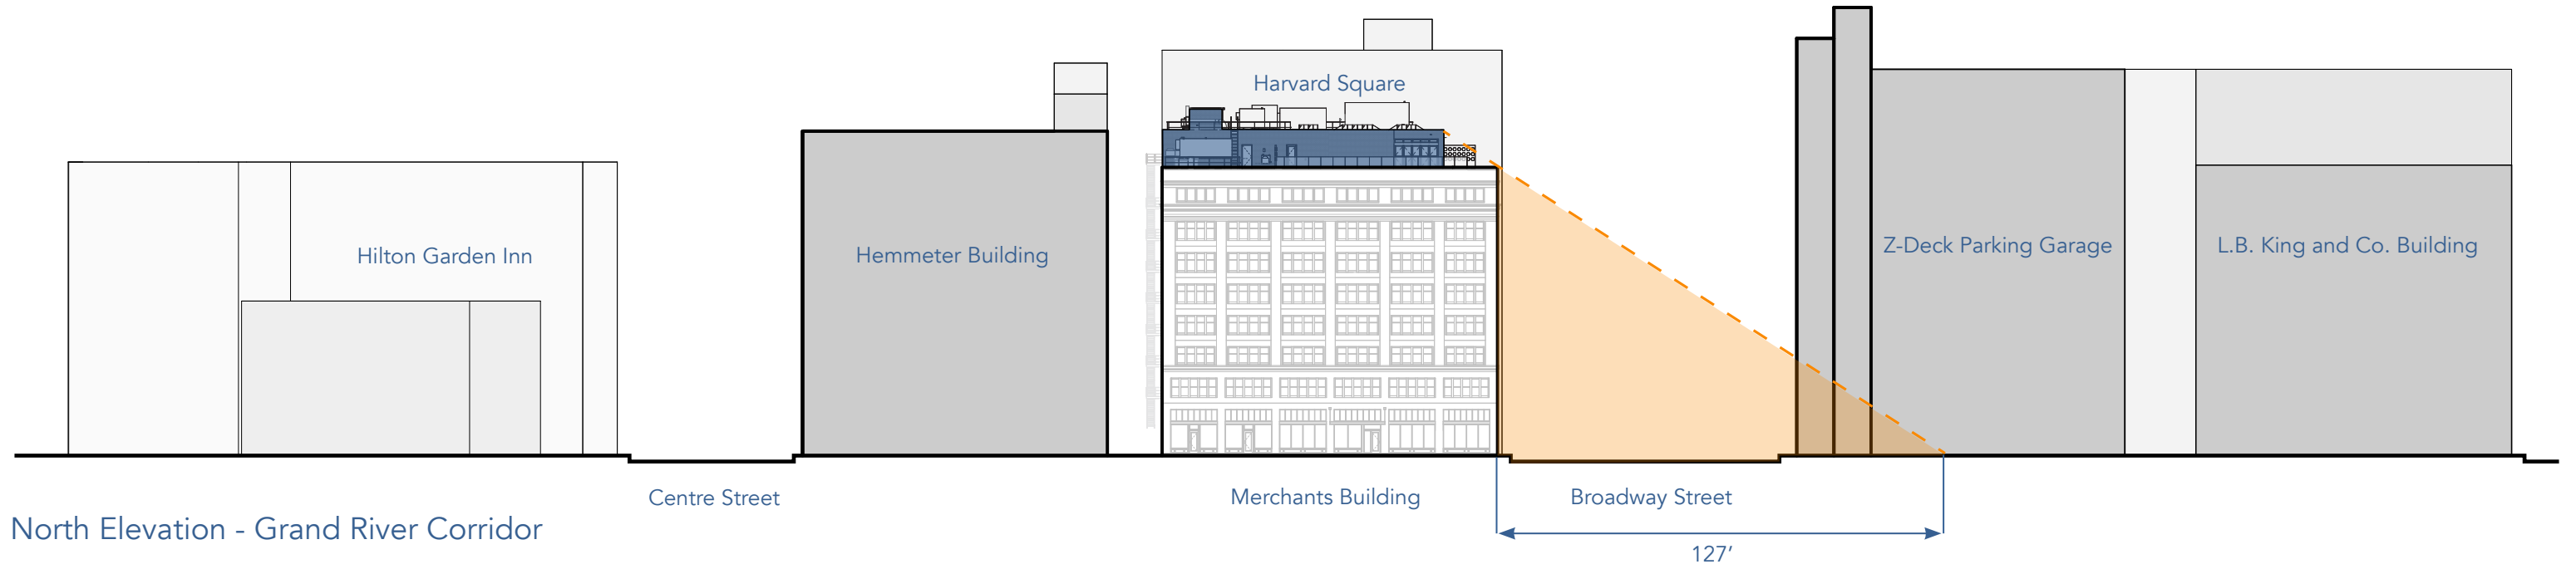 Harvard Square
Hilton Garden Inn
Hemmeter Building
Z-Deck Parking Garage
L.B. King and Co. Building
Centre Street
Merchants Building
Broadway Street
North Elevation - Grand River Corridor
127’